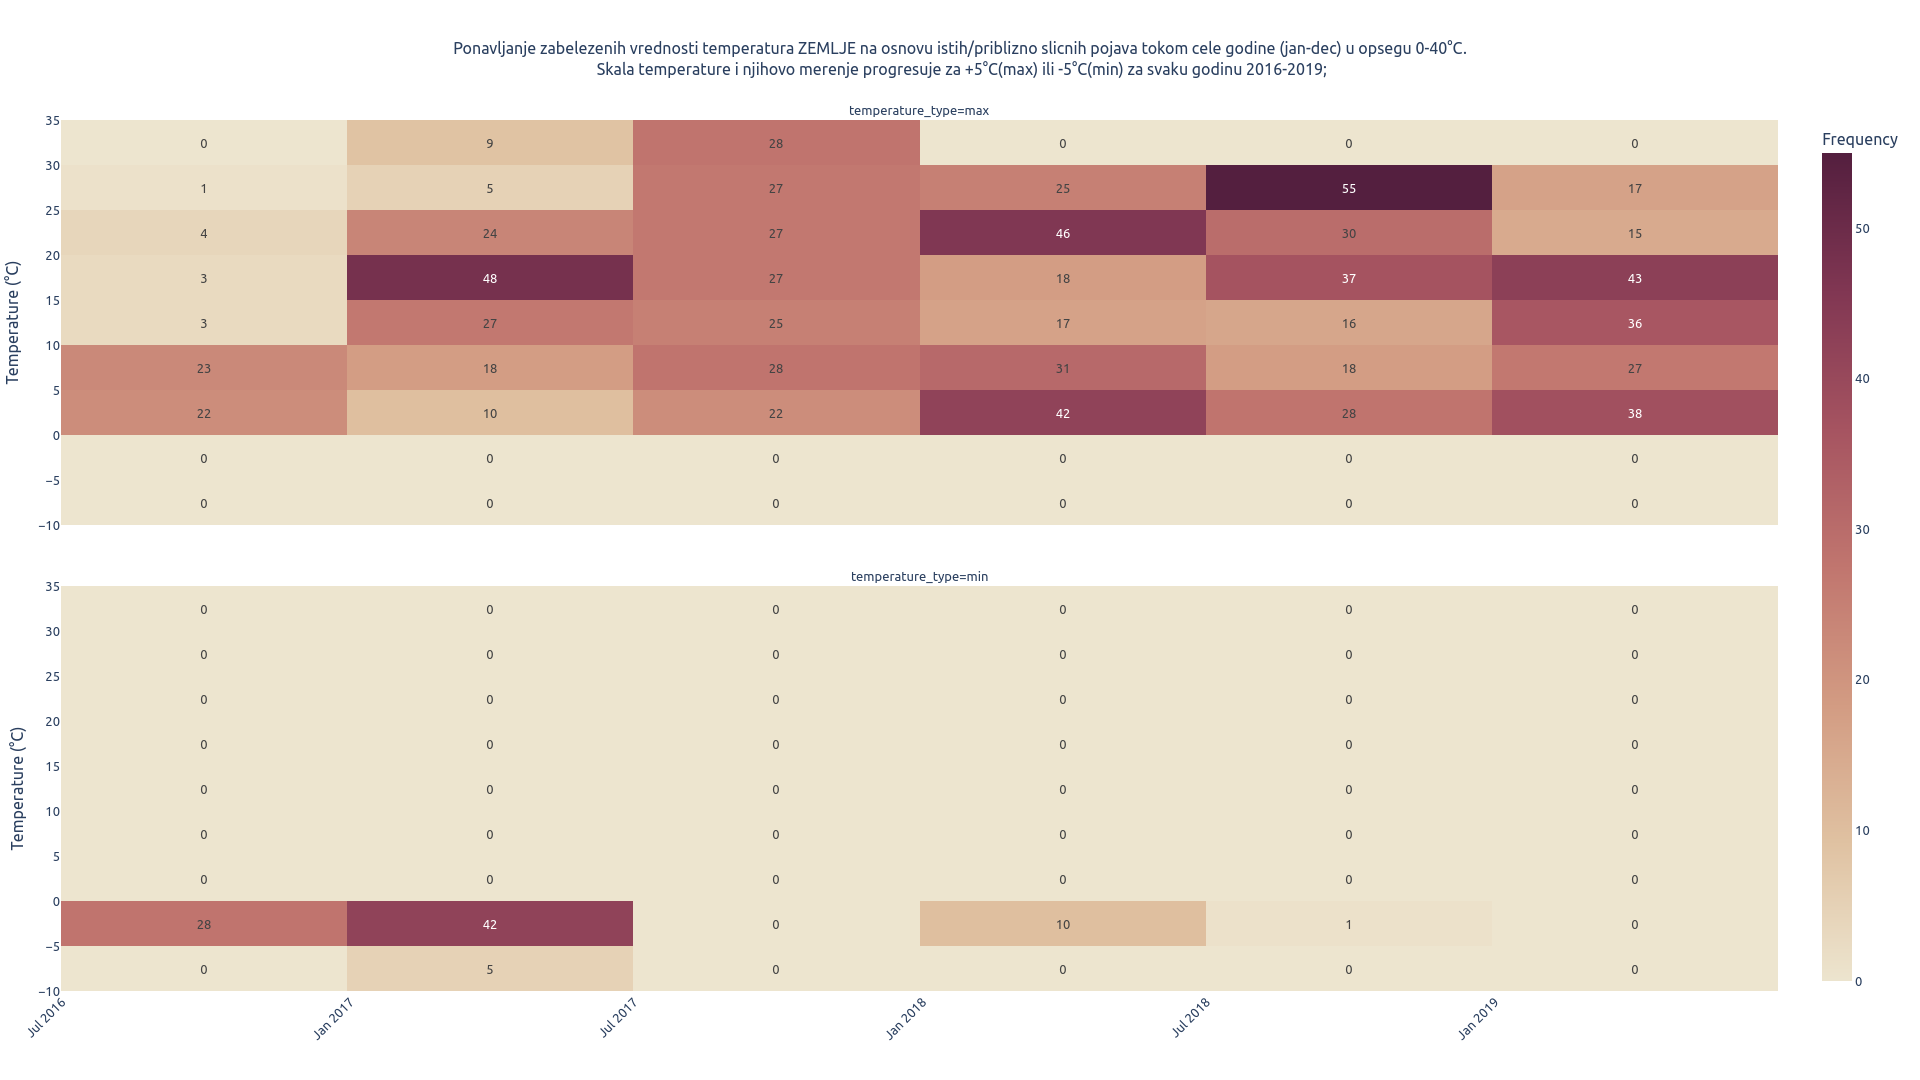 Ponavljanje zabelezenih vrednosti temperatura ZEMLJE na osnovu istih/priblizno slicnih pojava tokom cele godine (jan-dec) u opsegu 0-40°C.
Skala temperature i njihovo merenje progresuje za +5°C(max) ili -5°C(min) za svaku godinu 2016-2019;
temperature_type=max
Temperature (°C)
35
0 9 28 0 0 0
30
1 5 27 25 55 17
25
4 24 27 46 30 15
20
3 48 27 18 37 43
15
3 27 25 17 16 36
10
23 18 28 31 18 27
5
22 10 22 42 28 38
0
0 0 0 0 0 0
−5
0 0 0 0 0 0
−10
temperature_type=min
Temperature (°C)
35
0 0 0 0 0 0
30
0 0 0 0 0 0
25
0 0 0 0 0 0
20
0 0 0 0 0 0
15
0 0 0 0 0 0
10
0 0 0 0 0 0
5
0 0 0 0 0 0
0
28 42 0 10 1 0
−5
0 5 0 0 0 0
−10
Jul 2016 Jan 2017 Jul 2017 Jan 2018 Jul 2018 Jan 2019
Frequency
50
40
30
20
10
0